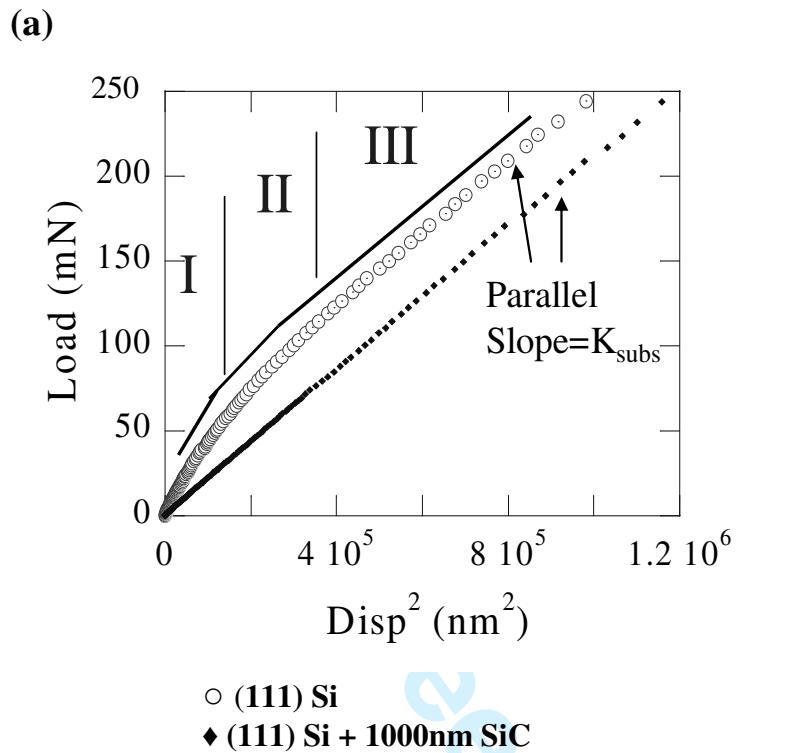 (a)
250
200
150
100
50
0
Load (mN)
I
II
III
Parallel
Slope=K_subs
0
4 10^5
8 10^5
1.2 10^6
Disp^2 (nm^2)
(111) Si
(111) Si + 1000nm SiC